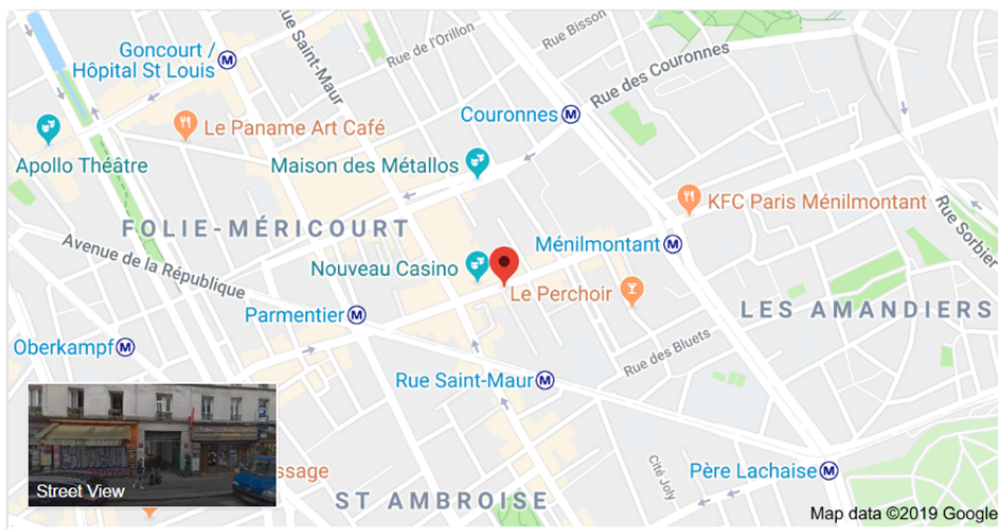 Goncourt /
Hôpital St Louis
Rue Saint-Maur
Rue de l'Orillon
Rue Bisson
Rue des Couronnes
Couronnes
Le Paname Art Café
Apollo Théâtre
Maison des Métallos
KFC Paris Ménilmontant
Rue Sorbier
FOLIE-MÉRICOURT
Avenue de la République
Ménilmontant
Nouveau Casino
Le Perchoir
LES AMANDIERS
Parmentier
Oberkampf
Rue des Bluets
Rue Saint-Maur
Cité Joly
Père Lachaise
ssage
Street View
ST AMBROISE
Map data ©2019 Google